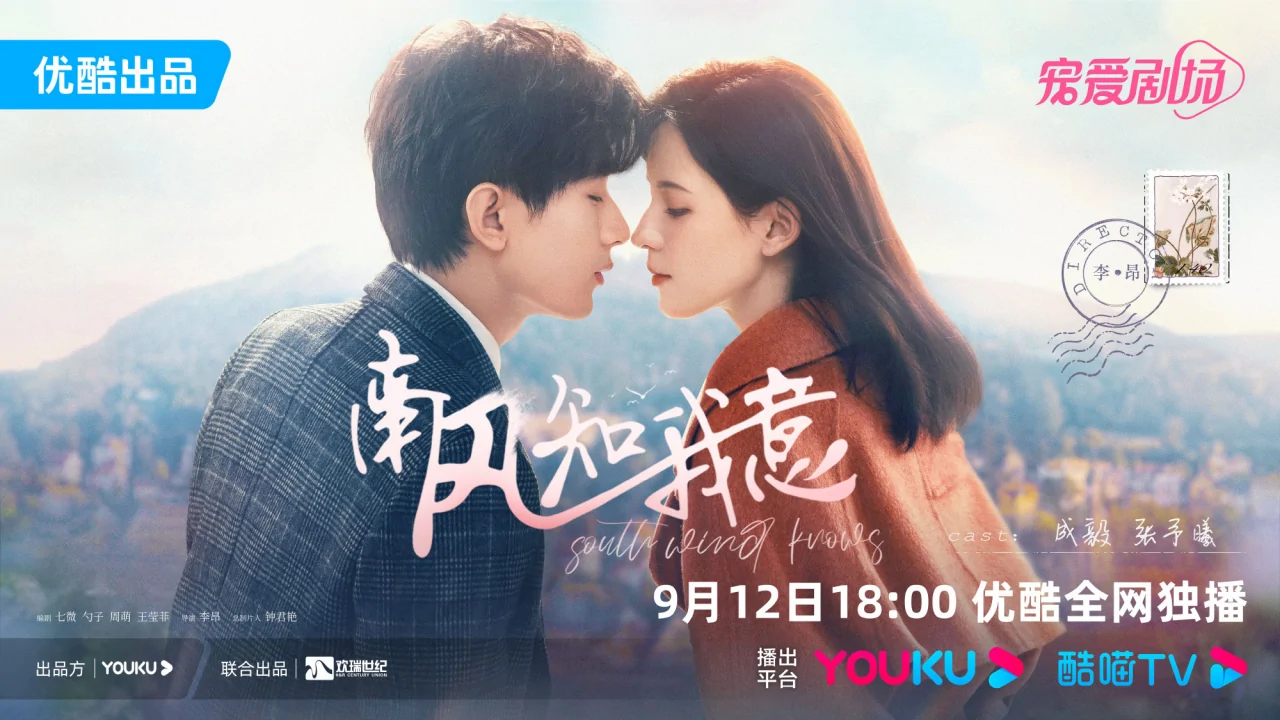 优酷出品
宠爱剧场
DIRECTO
李•昂
南风知我意
south wind knows
cast: 成毅 张予曦
9月12日18:00 优酷全网独播
编剧 七微 勺子 周萌 王莹菲 导演 李昂 总制片人 钟君艳
出品方 YOUKU
联合出品 欢瑞世纪
H&R CENTURY UNION
播出平台
YOUKU
酷喵TV